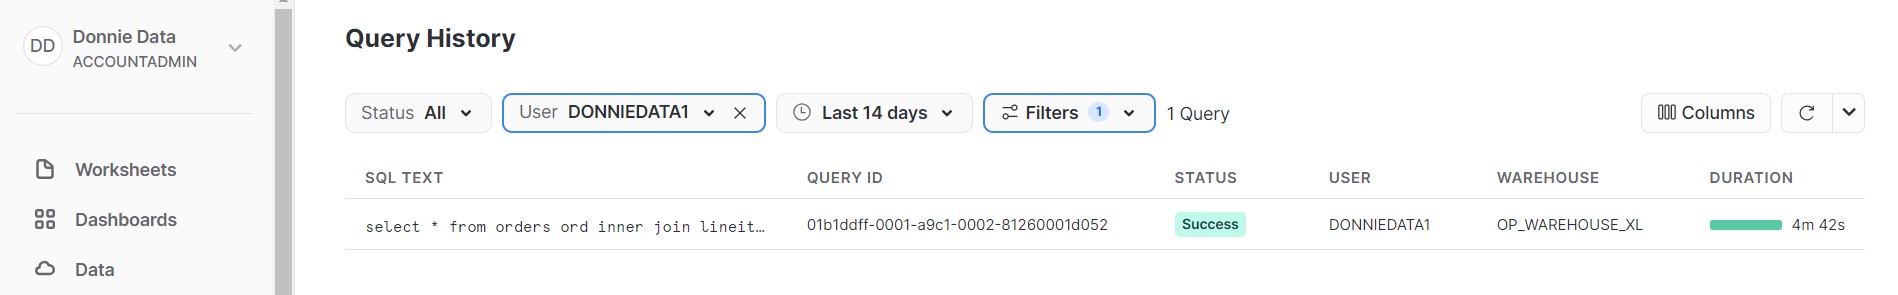 DD Donnie Data
ACCOUNTADMIN
Worksheets
Dashboards
Data
Query History
Status All User DONNIEDATA1 Last 14 days Filters 1 1 Query Columns
SQL TEXT QUERY ID STATUS USER WAREHOUSE DURATION
select * from orders ord inner join lineit… 01b1ddff-0001-a9c1-0002-81260001d052 Success DONNIEDATA1 OP_WAREHOUSE_XL 4m 42s